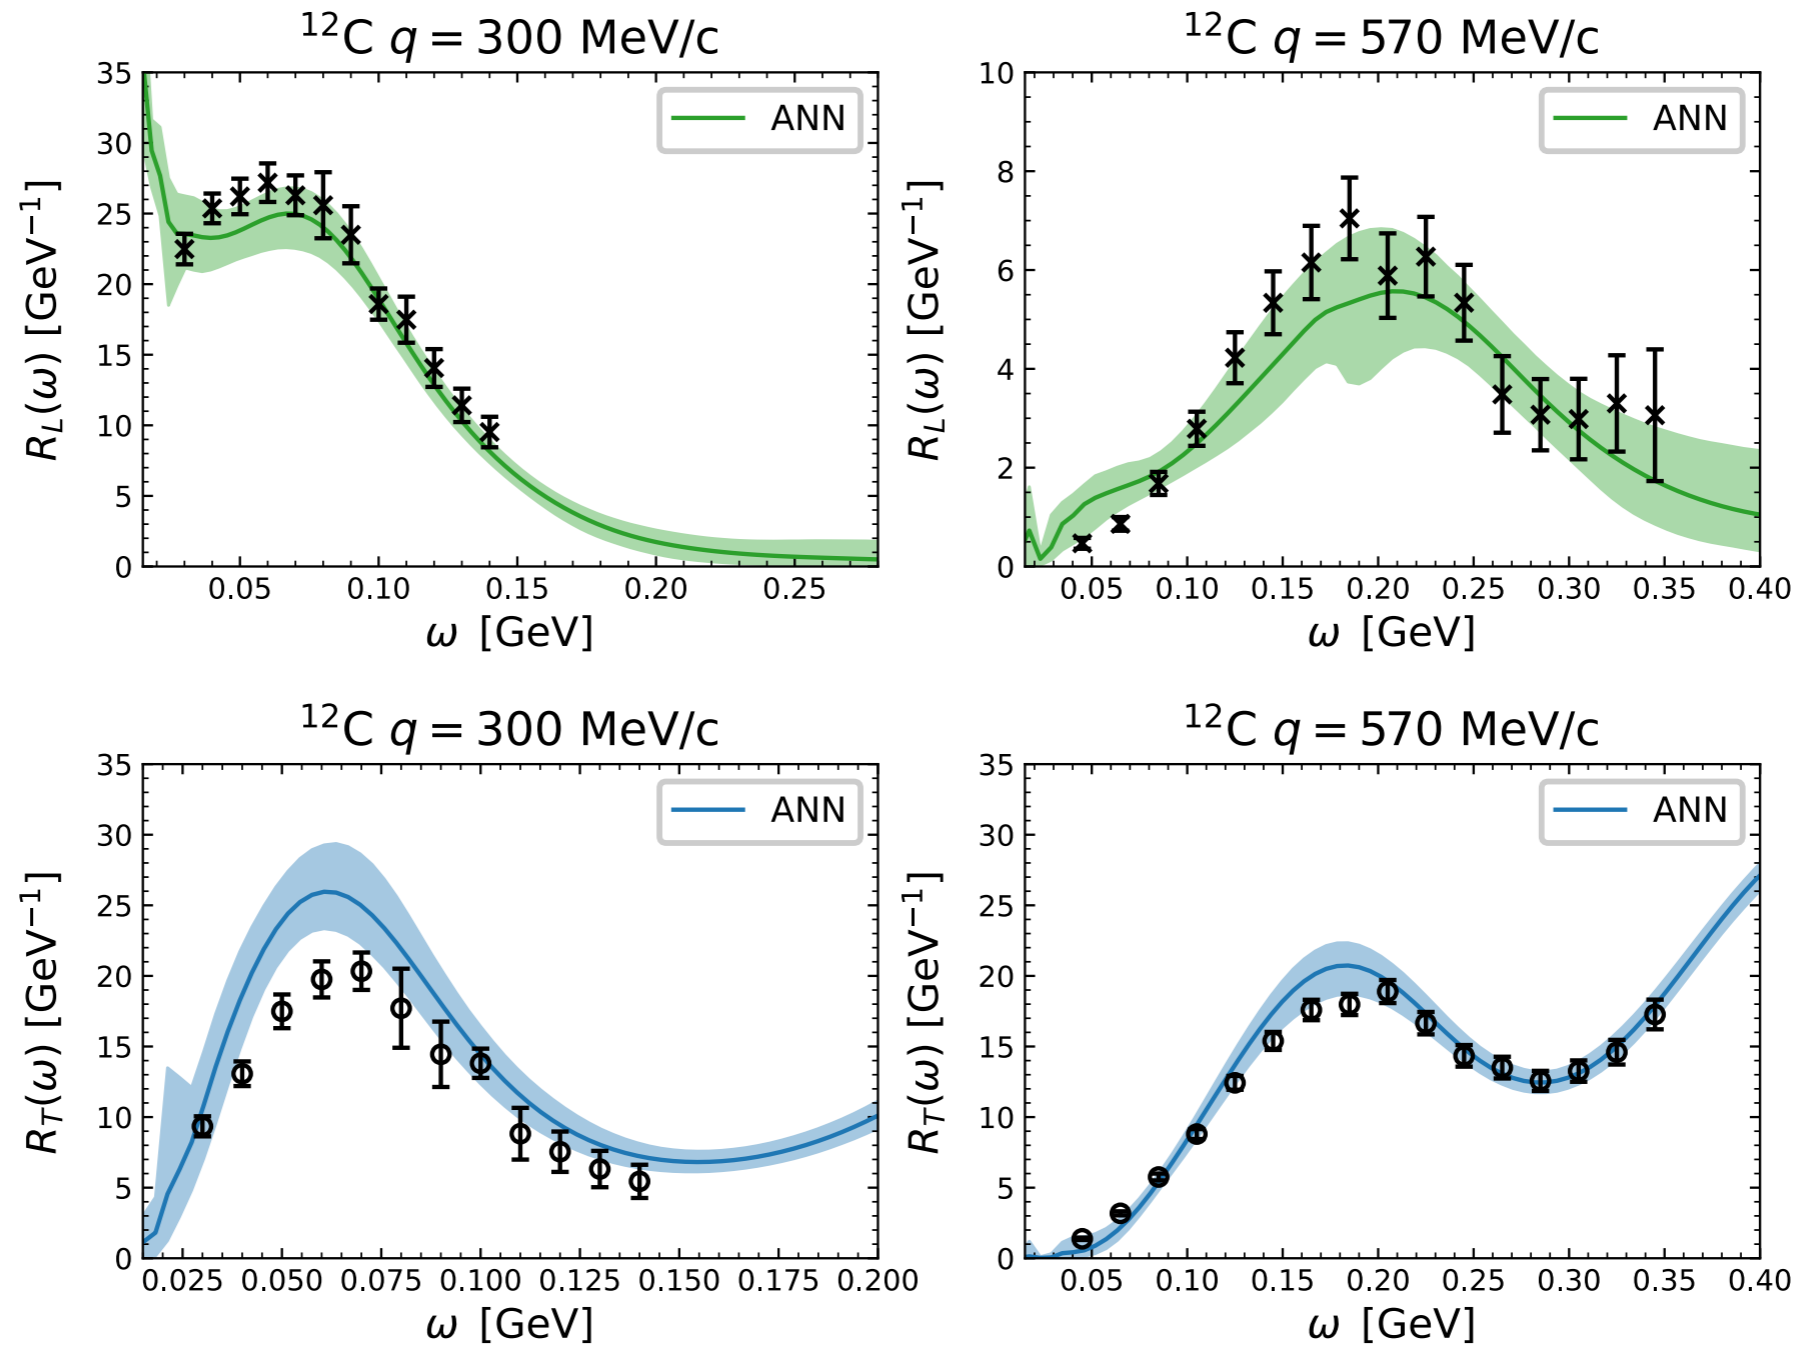 ¹²C q = 300 MeV/c
35
30
25
20
15
10
5
0
R_L(ω) [GeV⁻¹]
ANN
0.05 0.10 0.15 0.20 0.25
ω [GeV]
¹²C q = 570 MeV/c
10
8
6
4
2
0
R_L(ω) [GeV⁻¹]
ANN
0.05 0.10 0.15 0.20 0.25 0.30 0.35 0.40
ω [GeV]
¹²C q = 300 MeV/c
35
30
25
20
15
10
5
0
R_T(ω) [GeV⁻¹]
ANN
0.025 0.050 0.075 0.100 0.125 0.150 0.175 0.200
ω [GeV]
¹²C q = 570 MeV/c
35
30
25
20
15
10
5
0
R_T(ω) [GeV⁻¹]
ANN
0.05 0.10 0.15 0.20 0.25 0.30 0.35 0.40
ω [GeV]